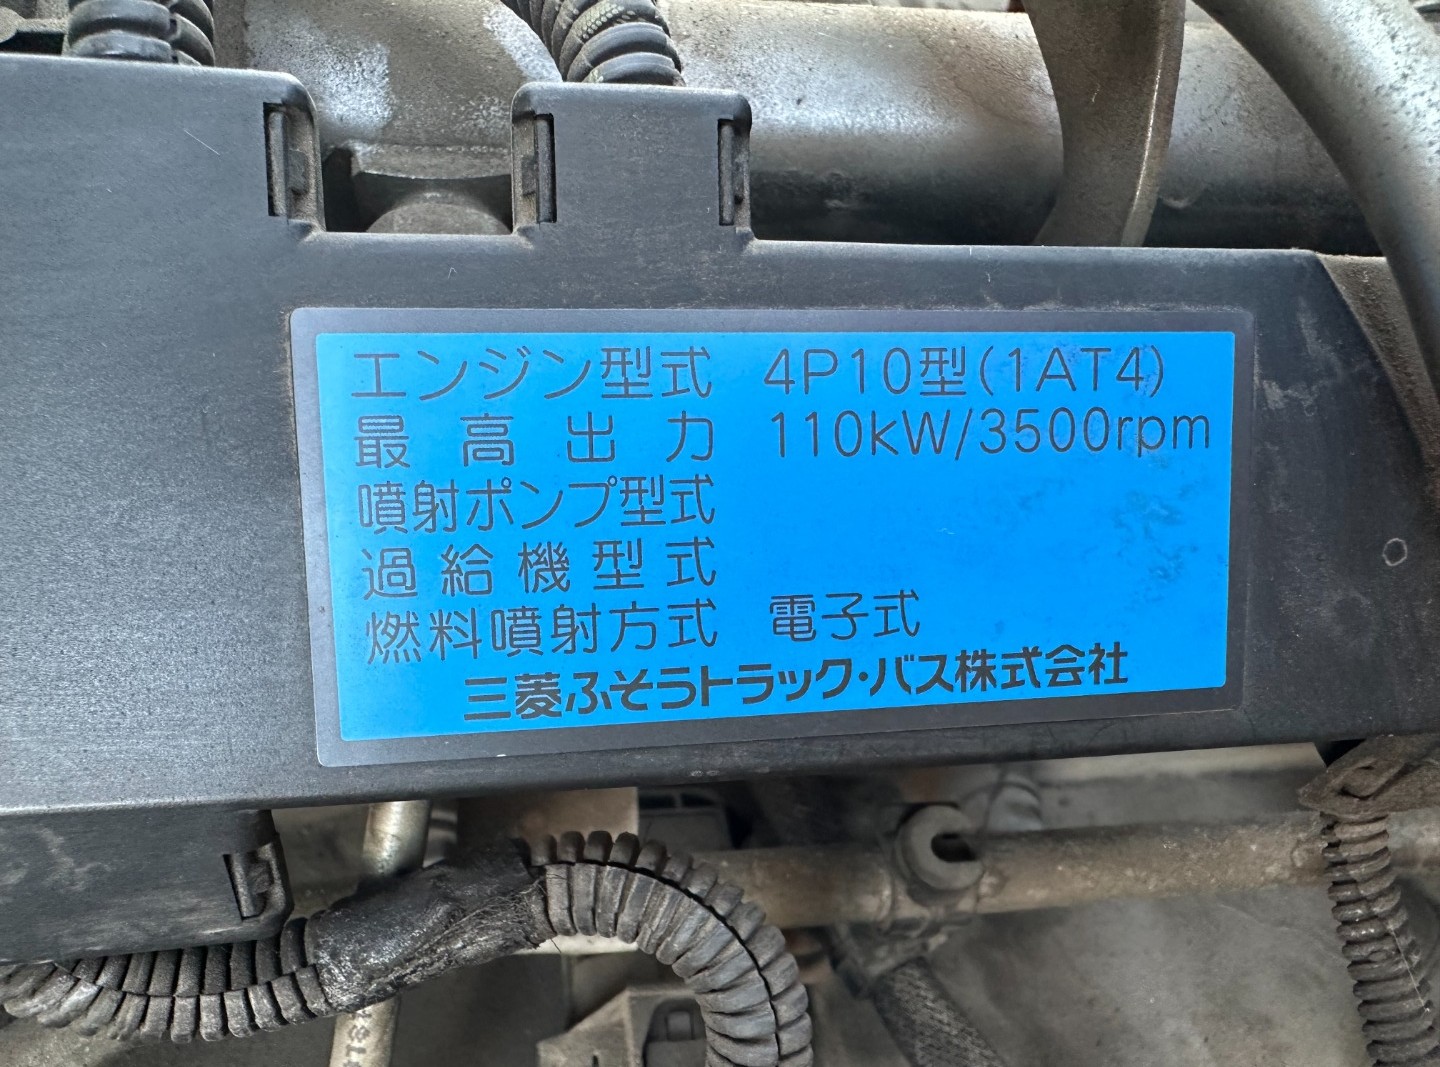 エンジン型式 4P10型(1AT4)
最高出力 110kW/3500rpm
噴射ポンプ型式
過給機型式
燃料噴射方式 電子式
三菱ふそうトラック・バス株式会社